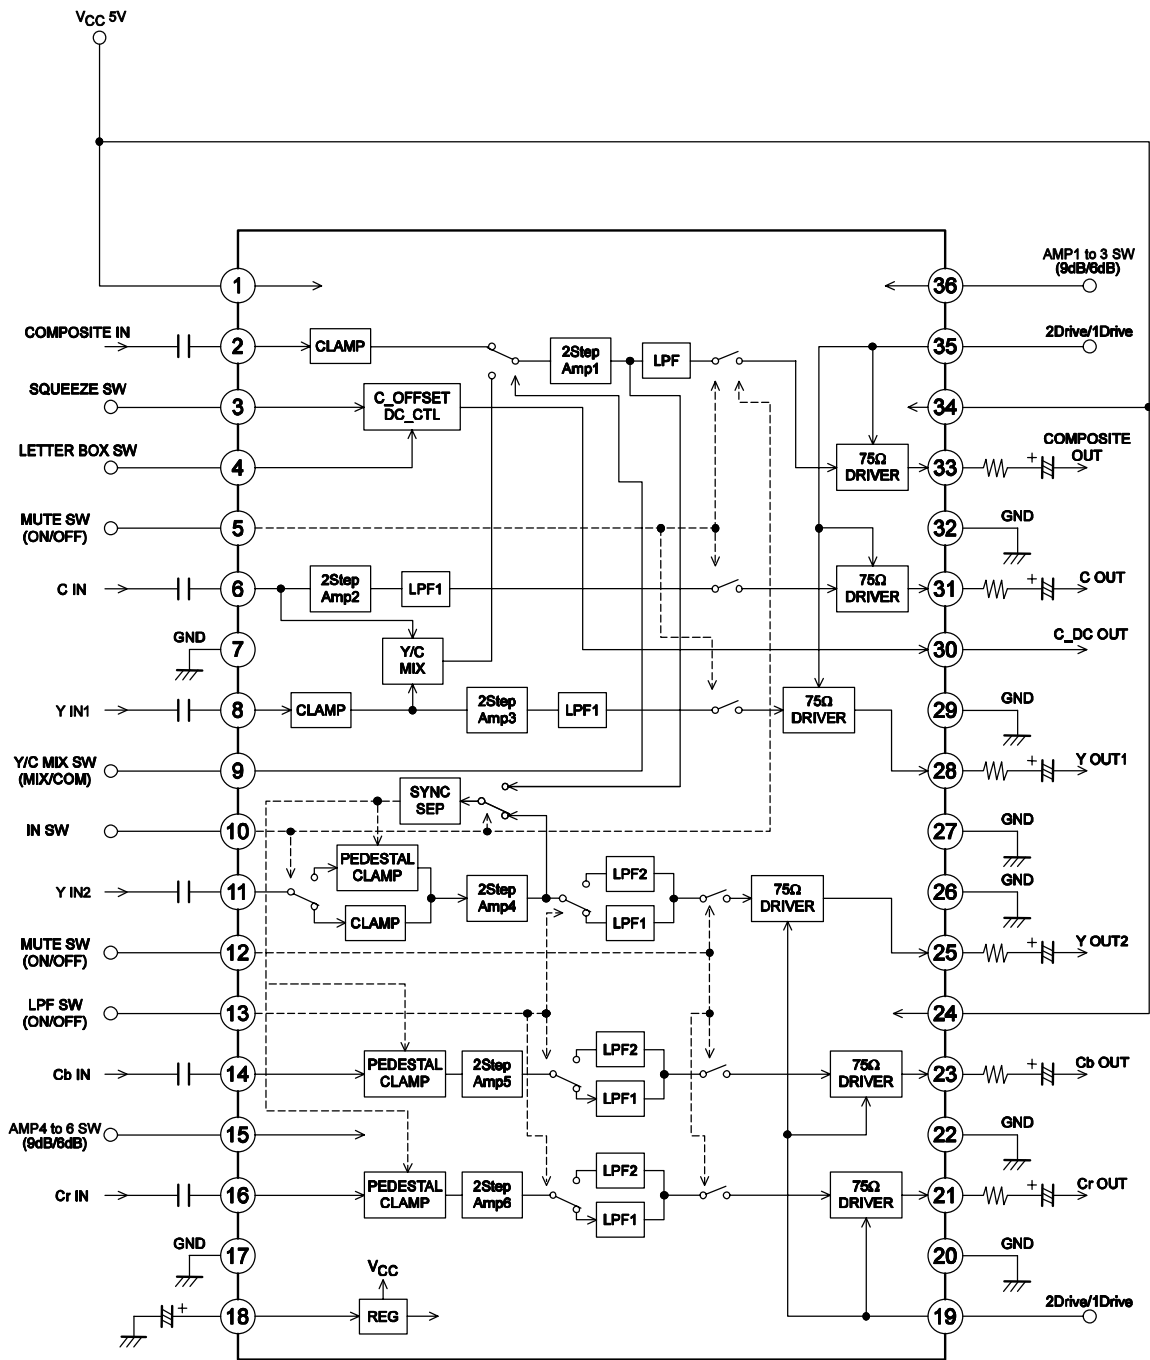 VCC 5V
AMP1 to 3 SW
(9dB/6dB)
1
36
COMPOSITE IN
2
CLAMP
2Step
Amp1
LPF
2Drive/1Drive
35
SQUEEZE SW
3
C_OFFSET
DC_CTL
34
LETTER BOX SW
4
75Ω
DRIVER
33
+
COMPOSITE
OUT
MUTE SW
(ON/OFF)
5
32
GND
C IN
6
2Step
Amp2
LPF1
75Ω
DRIVER
31
+
C OUT
GND
7
Y/C
MIX
30
C_DC OUT
Y IN1
8
CLAMP
2Step
Amp3
LPF1
75Ω
DRIVER
29
GND
Y/C MIX SW
(MIX/COM)
9
28
+
Y OUT1
SYNC
SEP
IN SW
10
27
GND
PEDESTAL
CLAMP
Y IN2
11
CLAMP
2Step
Amp4
LPF2
LPF1
75Ω
DRIVER
26
GND
MUTE SW
(ON/OFF)
12
25
+
Y OUT2
LPF SW
(ON/OFF)
13
24
Cb IN
14
PEDESTAL
CLAMP
2Step
Amp5
LPF2
LPF1
75Ω
DRIVER
23
+
Cb OUT
AMP4 to 6 SW
(9dB/6dB)
15
22
GND
Cr IN
16
PEDESTAL
CLAMP
2Step
Amp6
LPF2
LPF1
75Ω
DRIVER
21
+
Cr OUT
GND
17
20
GND
VCC
+
18
REG
19
2Drive/1Drive